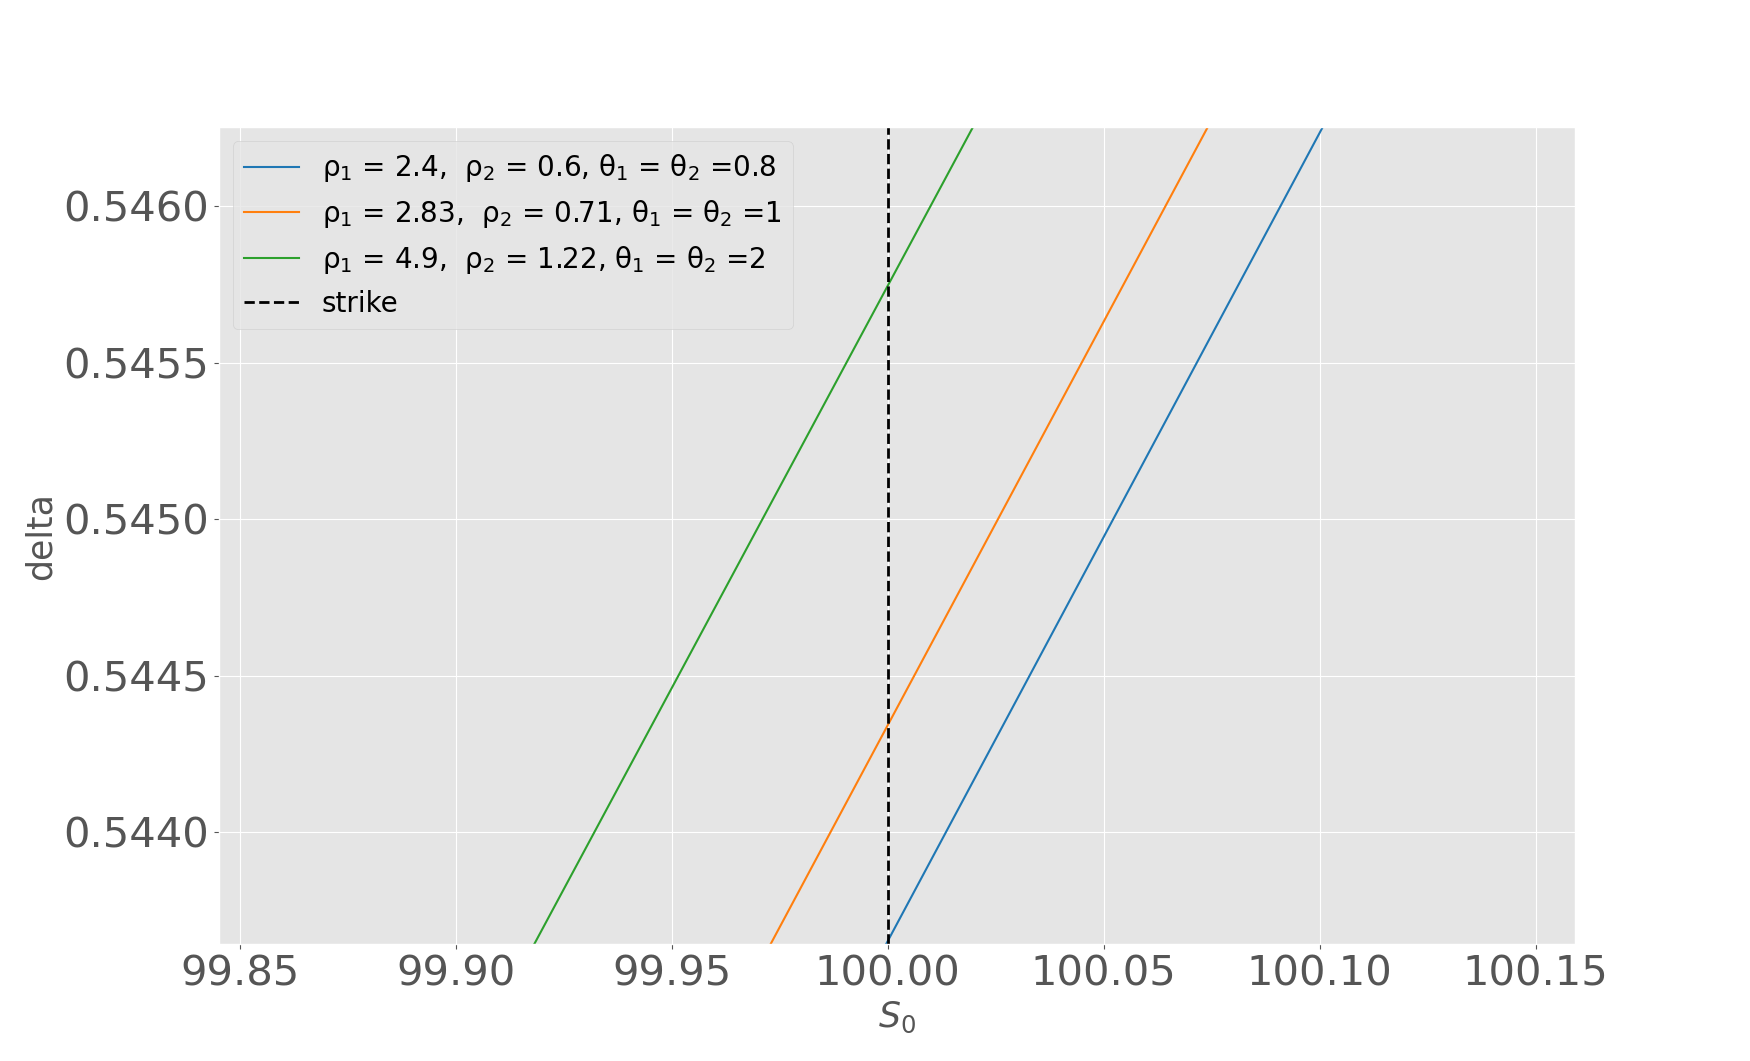 ρ₁ = 2.4, ρ₂ = 0.6, θ₁ = θ₂ =0.8
ρ₁ = 2.83, ρ₂ = 0.71, θ₁ = θ₂ =1
ρ₁ = 4.9, ρ₂ = 1.22, θ₁ = θ₂ =2
strike
0.5460
0.5455
0.5450
0.5445
0.5440
delta
99.85 99.90 99.95 100.00 100.05 100.10 100.15
S₀